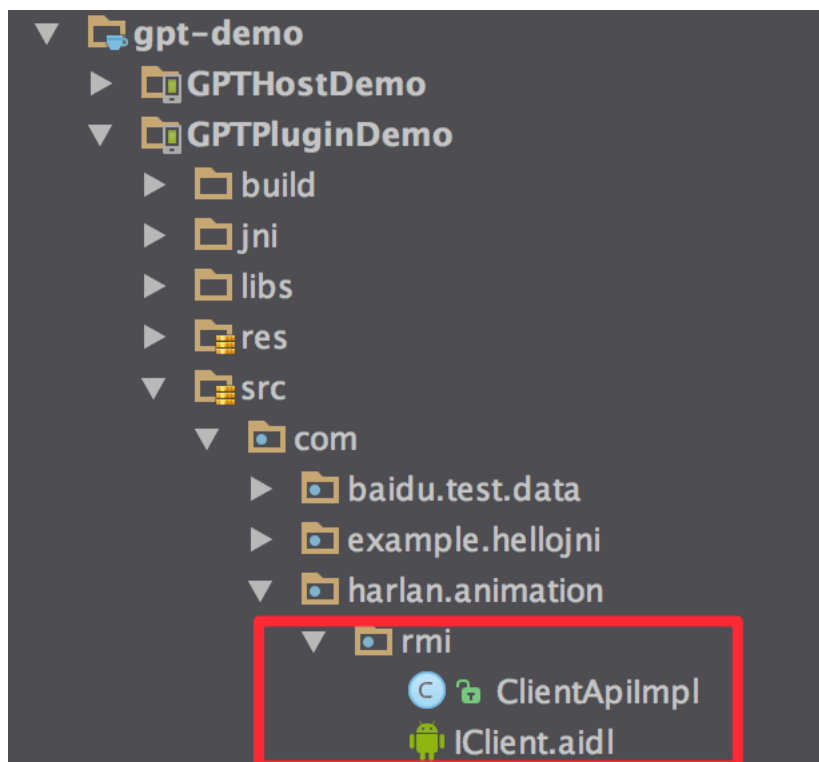 gpt-demo
GPTHostDemo
GPTPluginDemo
build
jni
libs
res
src
com
baidu.test.data
example.hellojni
harlan.animation
rmi
C ClientApiImpl
IClient.aidl